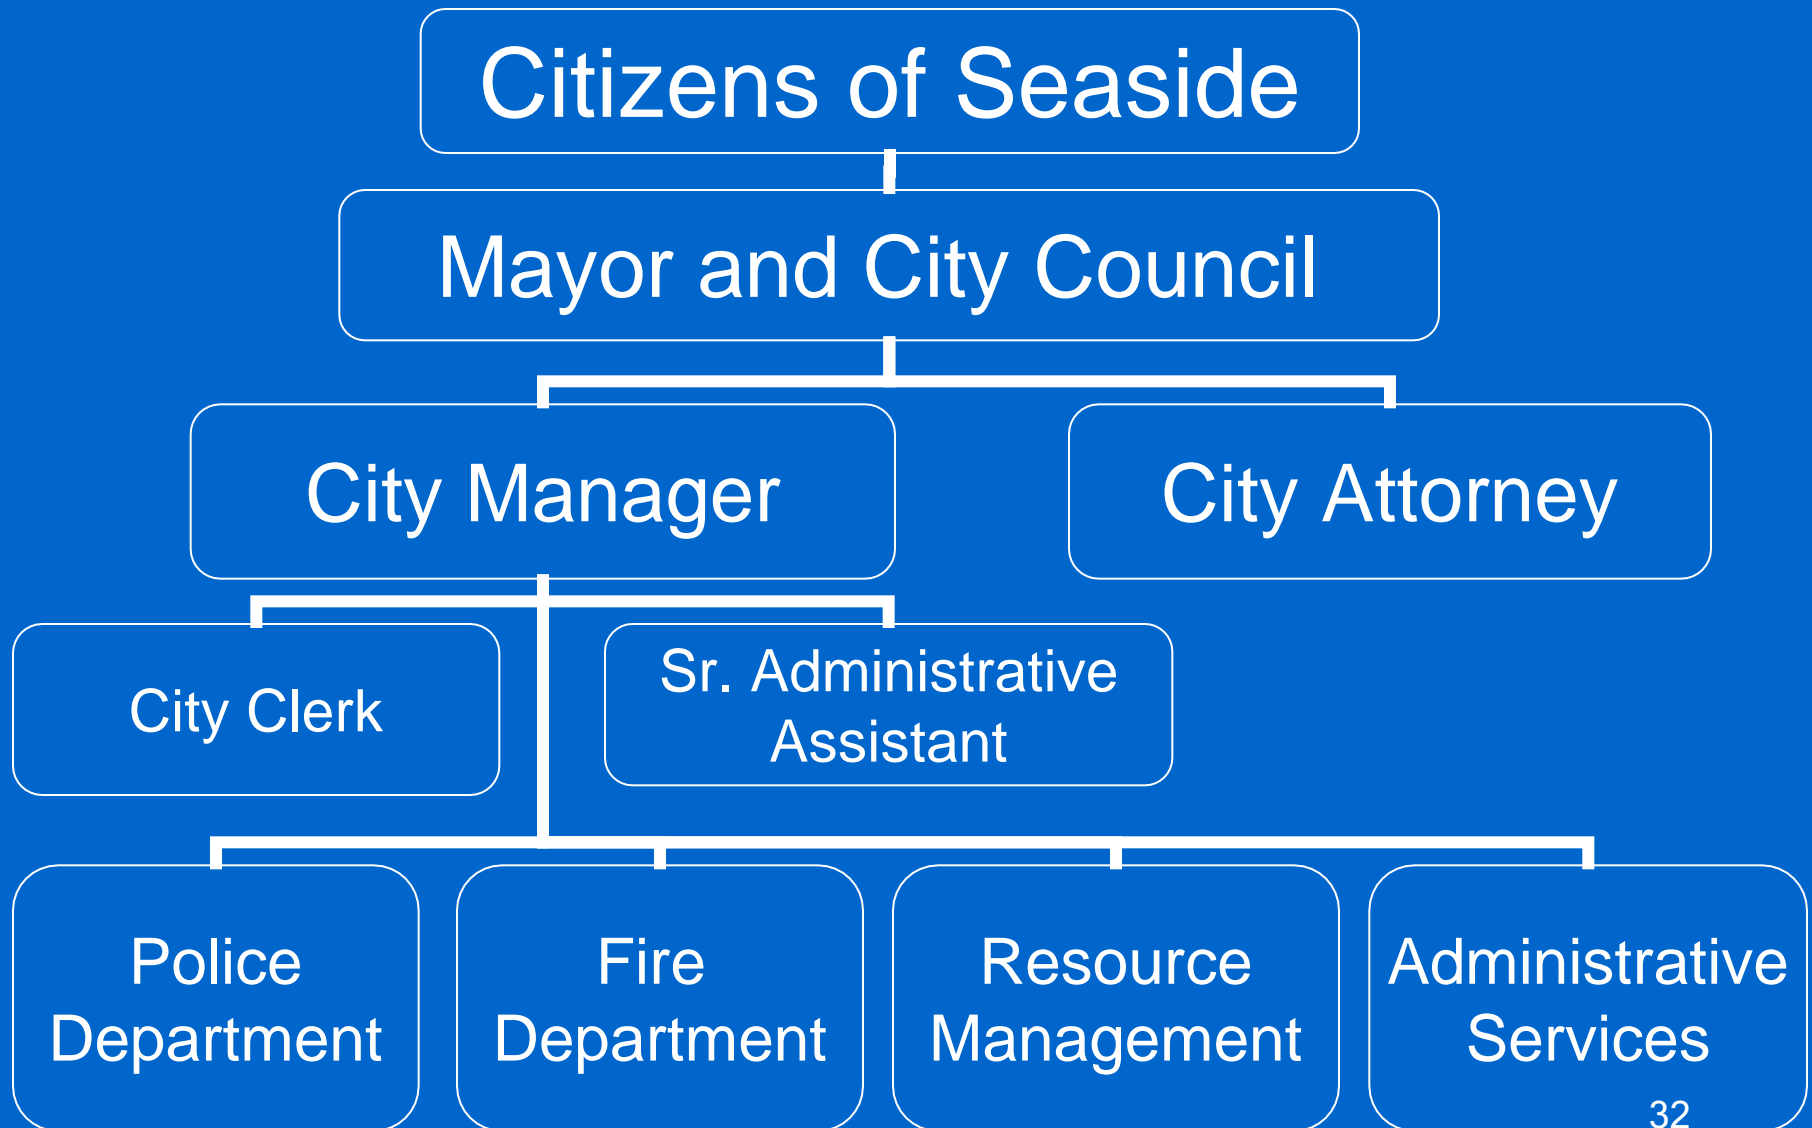 Citizens of Seaside
Mayor and City Council
City Manager
City Attorney
City Clerk
Sr. Administrative
Assistant
Police
Department
Fire
Department
Resource
Management
Administrative
Services
32